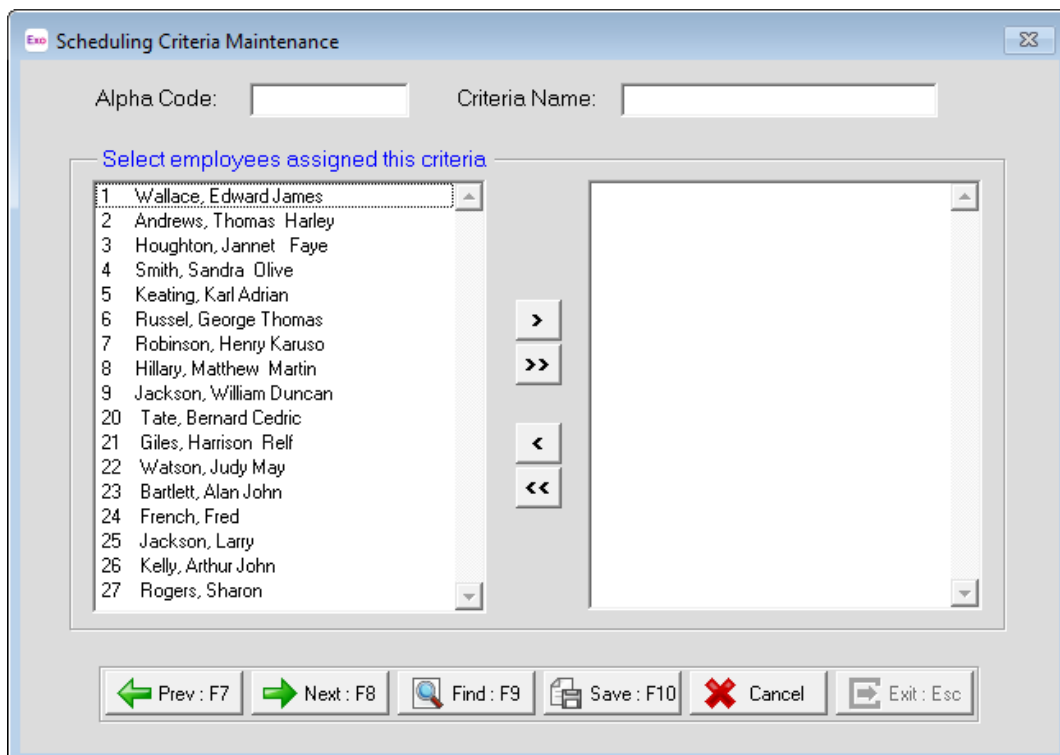 Exo Scheduling Criteria Maintenance
Alpha Code: Criteria Name:
Select employees assigned this criteria
1 Wallace, Edward James
2 Andrews, Thomas Harley
3 Houghton, Jannet Faye
4 Smith, Sandra Olive
5 Keating, Karl Adrian
6 Russel, George Thomas
7 Robinson, Henry Karuso
8 Hillary, Matthew Martin
9 Jackson, William Duncan
20 Tate, Bernard Cedric
21 Giles, Harrison Relf
22 Watson, Judy May
23 Bartlett, Alan John
24 French, Fred
25 Jackson, Larry
26 Kelly, Arthur John
27 Rogers, Sharon
>
>>
<
<<
Prev : F7 Next : F8 Find : F9 Save : F10 Cancel Exit : Esc